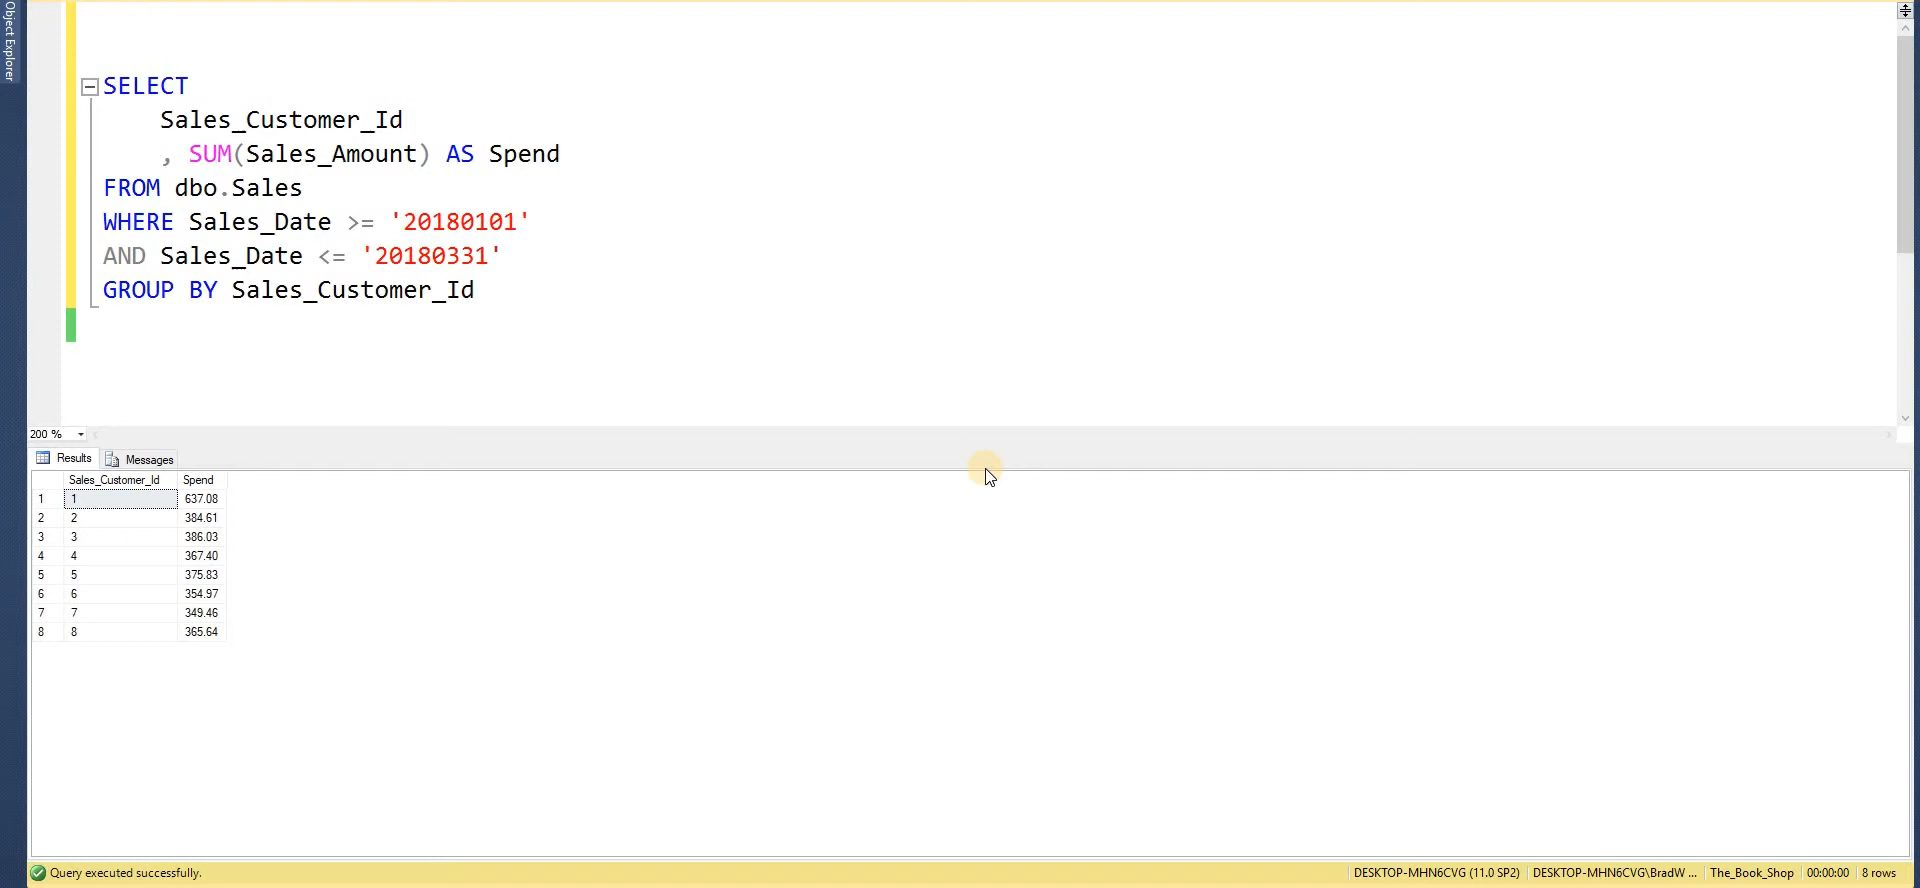 Object Explorer
SELECT
Sales_Customer_Id
, SUM(Sales_Amount) AS Spend
FROM dbo.Sales
WHERE Sales_Date >= '20180101'
AND Sales_Date <= '20180331'
GROUP BY Sales_Customer_Id
200 %
Results Messages
Sales_Customer_Id Spend
1 1 637.08
2 2 384.61
3 3 386.03
4 4 367.40
5 5 375.83
6 6 354.97
7 7 349.46
8 8 365.64
Query executed successfully. DESKTOP-MHN6CVG (11.0 SP2) DESKTOP-MHN6CVG\BradW ... The_Book_Shop 00:00:00 8 rows